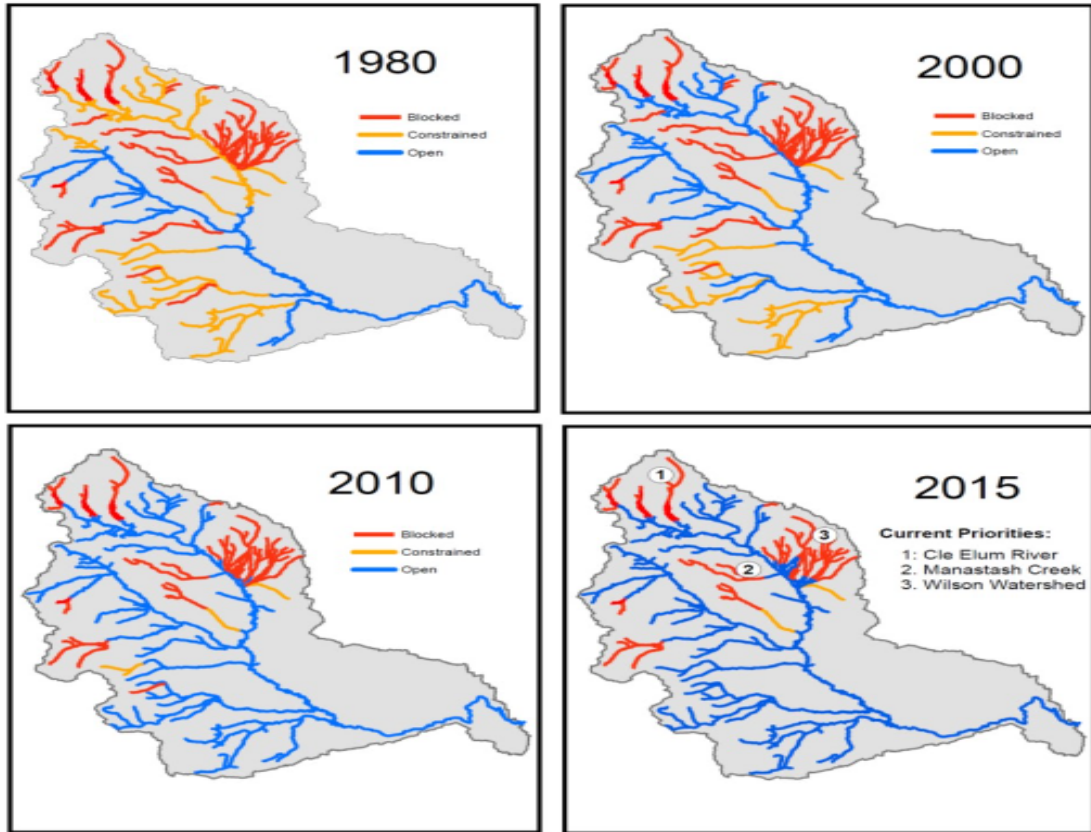 1980
Blocked
Constrained
Open
2000
Blocked
Constrained
Open
2010
Blocked
Constrained
Open
2015
Current Priorities:
1: Cle Elum River
2. Manastash Creek
3. Wilson Watershed
1
3
2